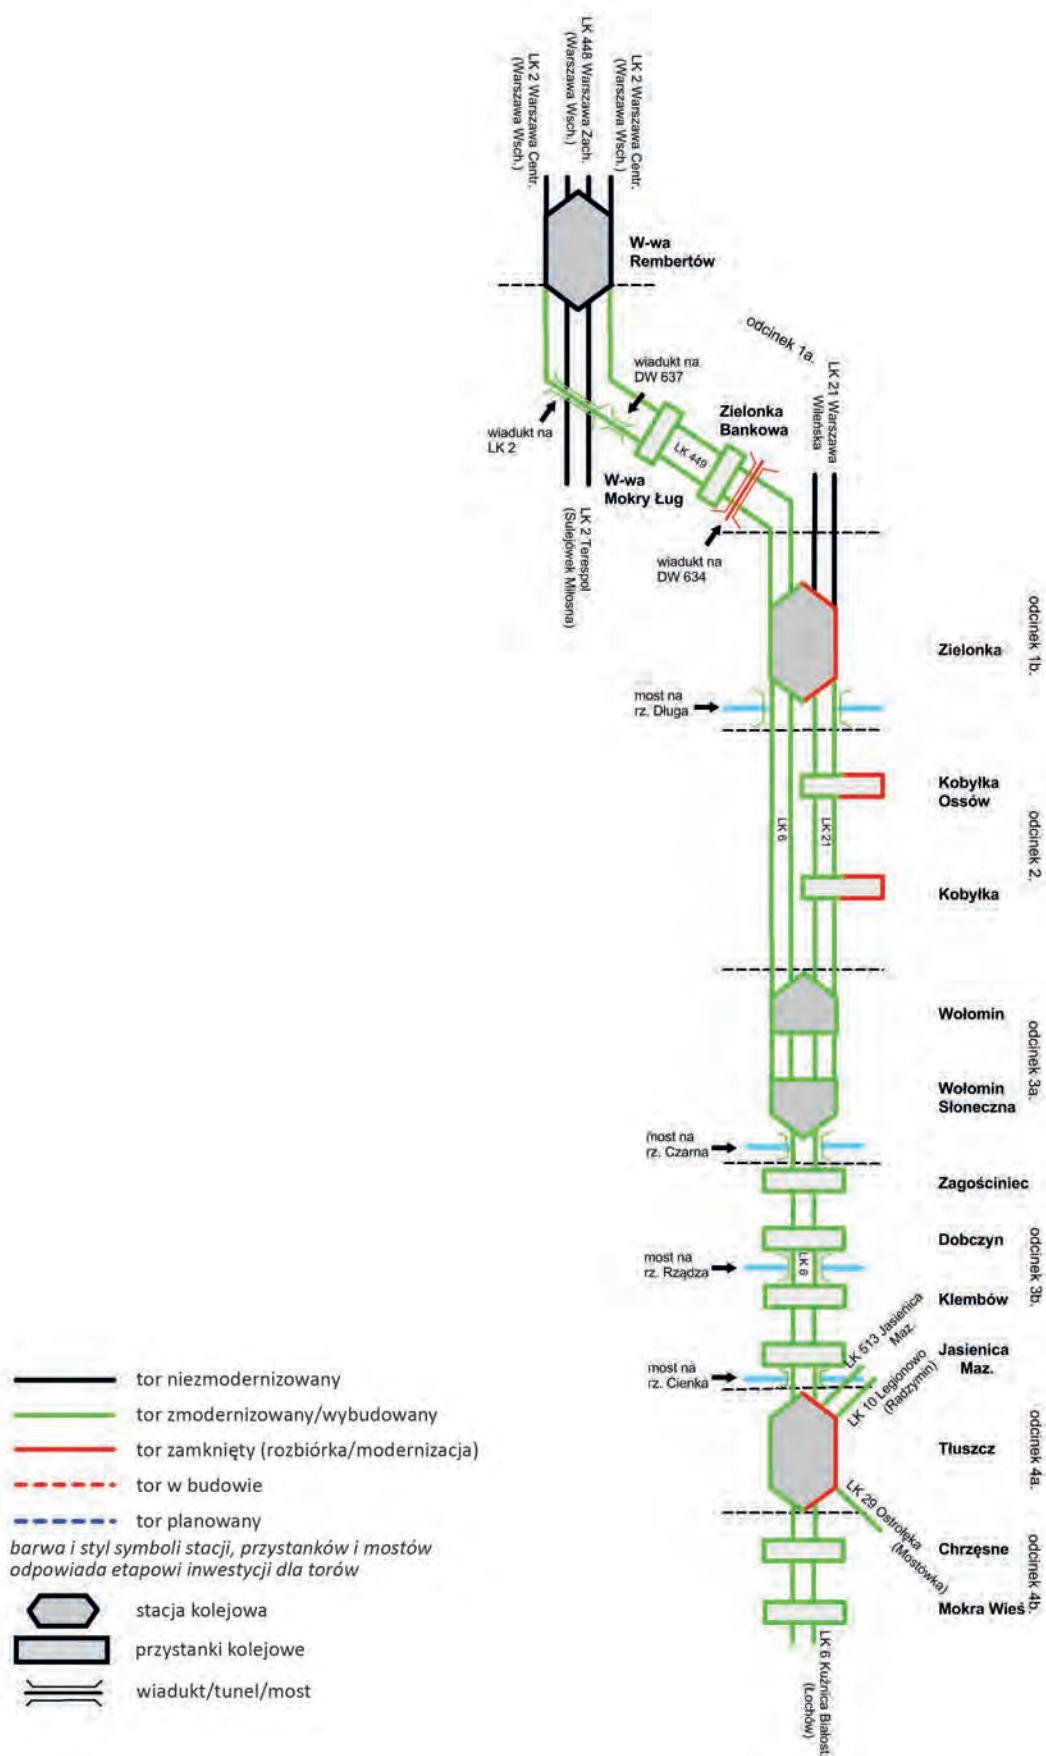 LK 2 Warszawa Centr.
(Warszawa Wsch.)
LK 448 Warszawa Zach.
(Warszawa Wsch.)
LK 2 Warszawa Centr.
(Warszawa Wsch.)
W-wa
Rembertów
odcinek 1a.
wiadukt na
DW 637
LK 21 Warszawa
Wileńska
Zielonka
Bankowa
wiadukt na
LK 2
LK 449
W-wa
Mokry Ług
LK 2 Terespol
(Sulejówek Miłosna)
wiadukt na
DW 634
odcinek 1b.
Zielonka
most na
rz. Długa
Kobyłka
Ossów
LK 6
LK 21
odcinek 2.
Kobyłka
Wołomin
odcinek 3a.
Wołomin
Słoneczna
most na
rz. Czarna
Zagościniec
Dobczyn
most na
rz. Rządza
LK 6
odcinek 3b.
Klembów
Jasienica
Maz.
LK 513 Jasienica
Maz.
most na
rz. Cienka
LK 10 Legionowo
(Radzymin)
Tłuszcz
odcinek 4a.
LK 29 Ostrołęka
(Mostówka)
Chrzęsne
odcinek 4b.
Mokra Wieś
LK 6 Kuźnica Białost.
(Łochów)
tor niezmodernizowany
tor zmodernizowany/wybudowany
tor zamknięty (rozbiórka/modernizacja)
tor w budowie
tor planowany
barwa i styl symboli stacji, przystanków i mostów
odpowiada etapowi inwestycji dla torów
stacja kolejowa
przystanki kolejowe
wiadukt/tunel/most